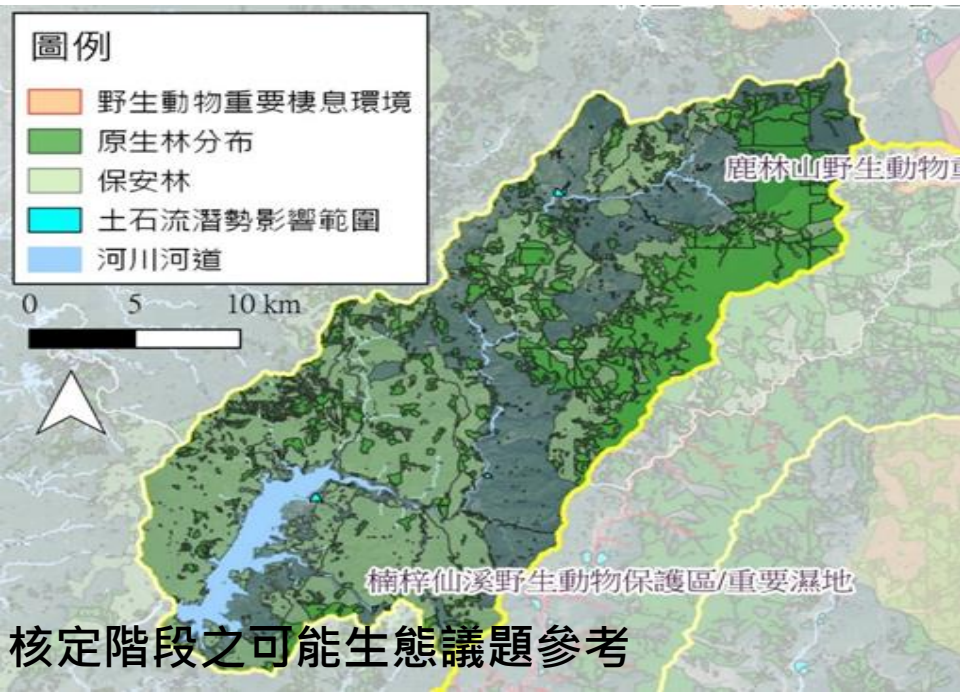 圖例
野生動物重要棲息環境
原生林分布
保安林
土石流潛勢影響範圍
河川河道
0 5 10 km
鹿林山野生動物重
楠梓仙溪野生動物保護區/重要濕地
核定階段之可能生態議題參考